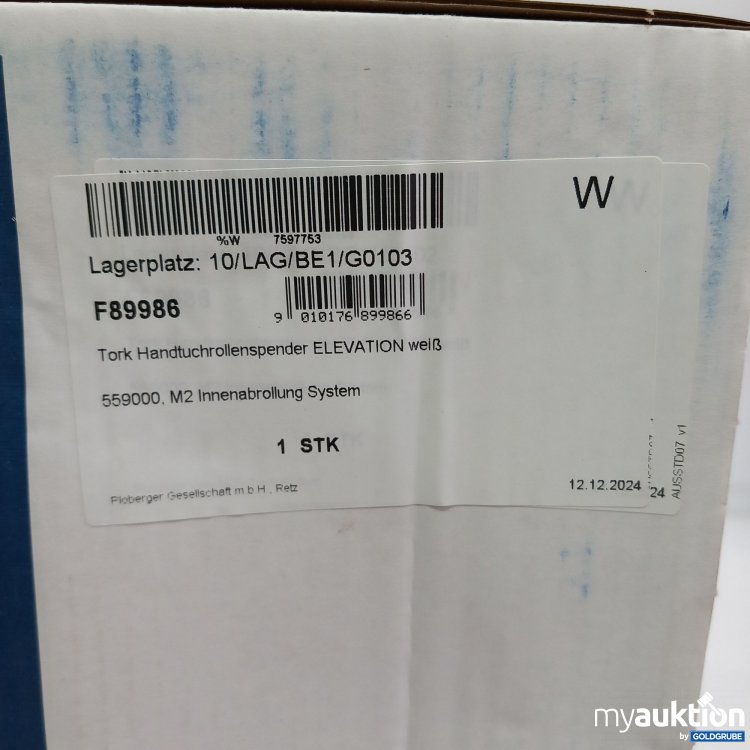 W
%W 7597753
Lagerplatz: 10/LAG/BE1/G0103
F89986
9 010176 899866
Tork Handtuchrollenspender ELEVATION weiß
559000, M2 Innenabrollung System
1 STK
Ploberger Gesellschaft m b H , Retz
12.12.2024
24
AUSSTD07 v1
myauktion
by GOLDGRUBE